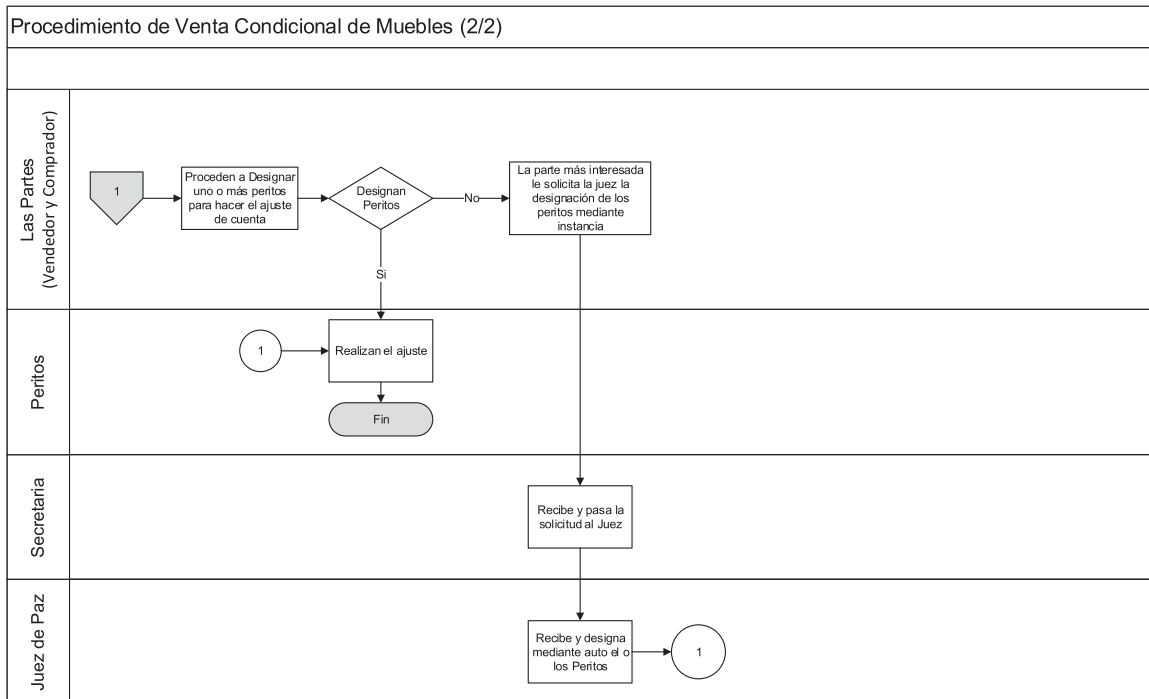 Procedimiento de Venta Condicional de Muebles (2/2)
Las Partes
(Vendedor y Comprador)
1
Proceden a Designar
uno o más peritos
para hacer el ajuste
de cuenta
Designan
Peritos
No
La parte más interesada
le solicita la juez la
designación de los
peritos mediante
instancia
Si
Peritos
1
Realizan el ajuste
Fin
Secretaria
Recibe y pasa la
solicitud al Juez
Juez de Paz
Recibe y designa
mediante auto el o
los Peritos
1